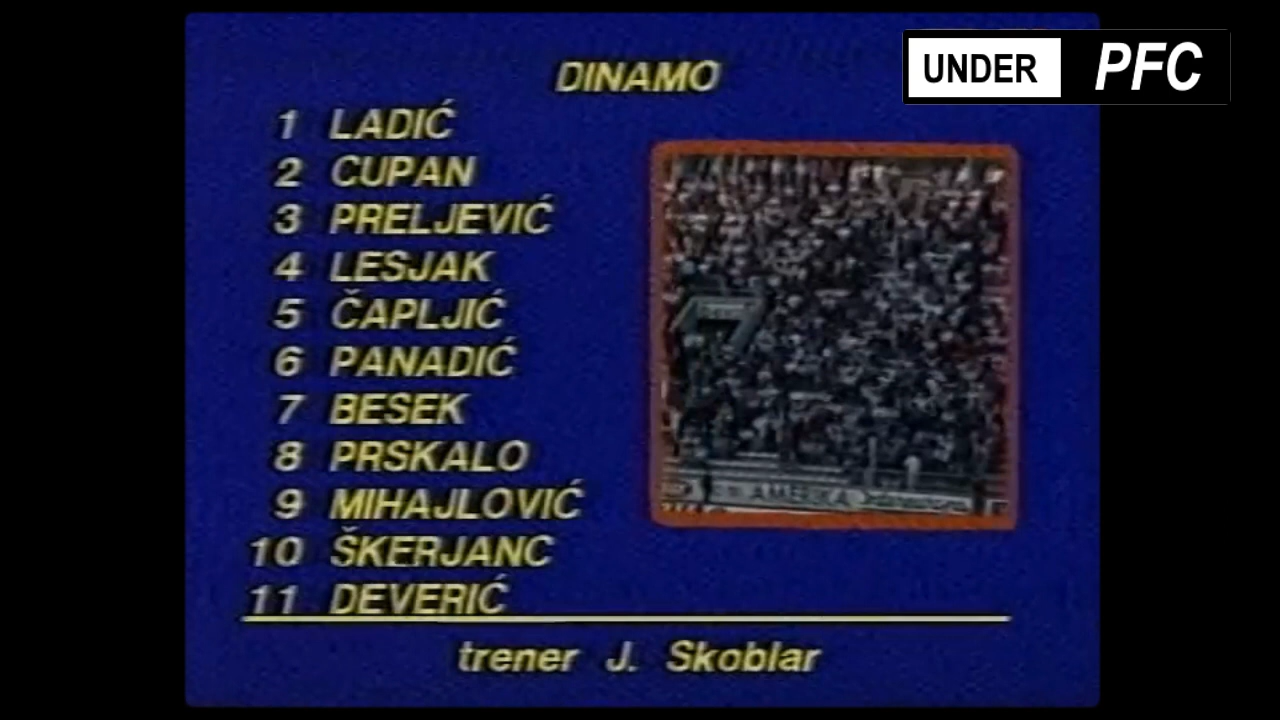 UNDER PFC
DINAMO
1 LADIĆ
2 CUPAN
3 PRELJEVIĆ
4 LESJAK
5 ČAPLJIĆ
6 PANADIĆ
7 BESEK
8 PRSKALO
9 MIHAJLOVIĆ
10 ŠKERJANC
11 DEVERIĆ
AMERIKA
trener J. Skoblar